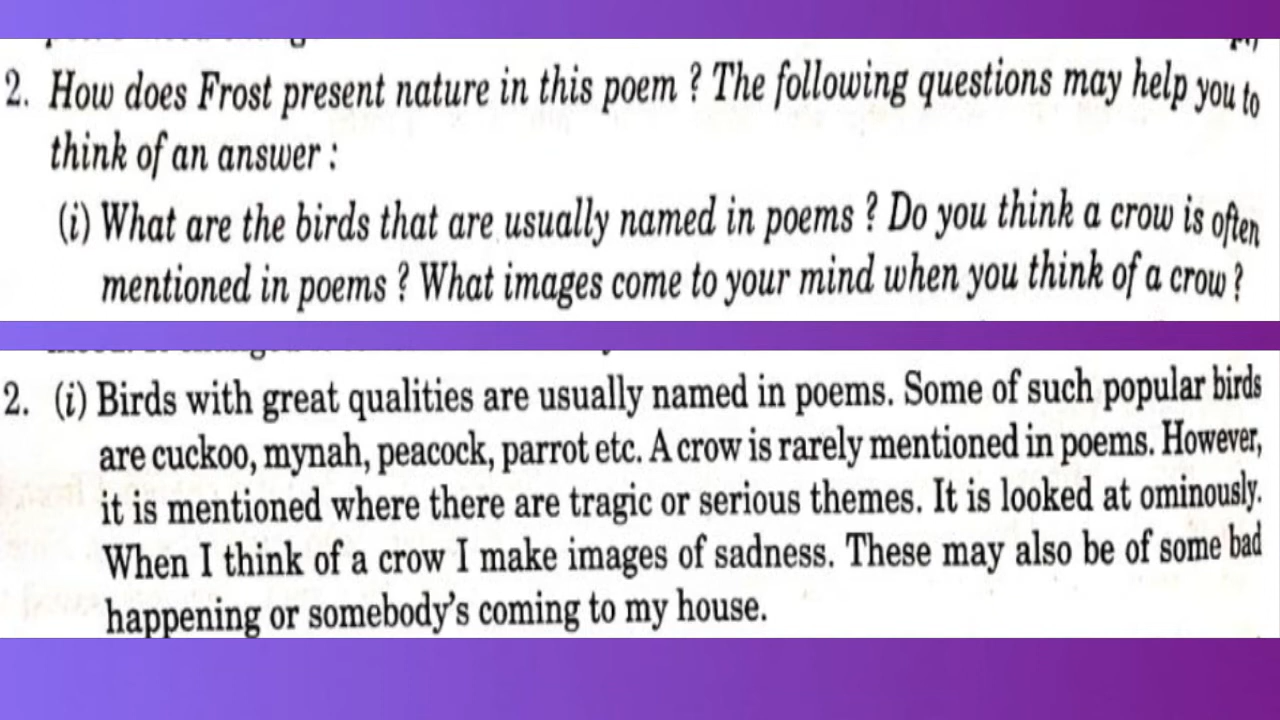 2. How does Frost present nature in this poem ? The following questions may help you to
think of an answer :
(i) What are the birds that are usually named in poems ? Do you think a crow is often
mentioned in poems ? What images come to your mind when you think of a crow ?
2. (i) Birds with great qualities are usually named in poems. Some of such popular birds
are cuckoo, mynah, peacock, parrot etc. A crow is rarely mentioned in poems. However,
it is mentioned where there are tragic or serious themes. It is looked at ominously.
When I think of a crow I make images of sadness. These may also be of some bad
happening or somebody's coming to my house.